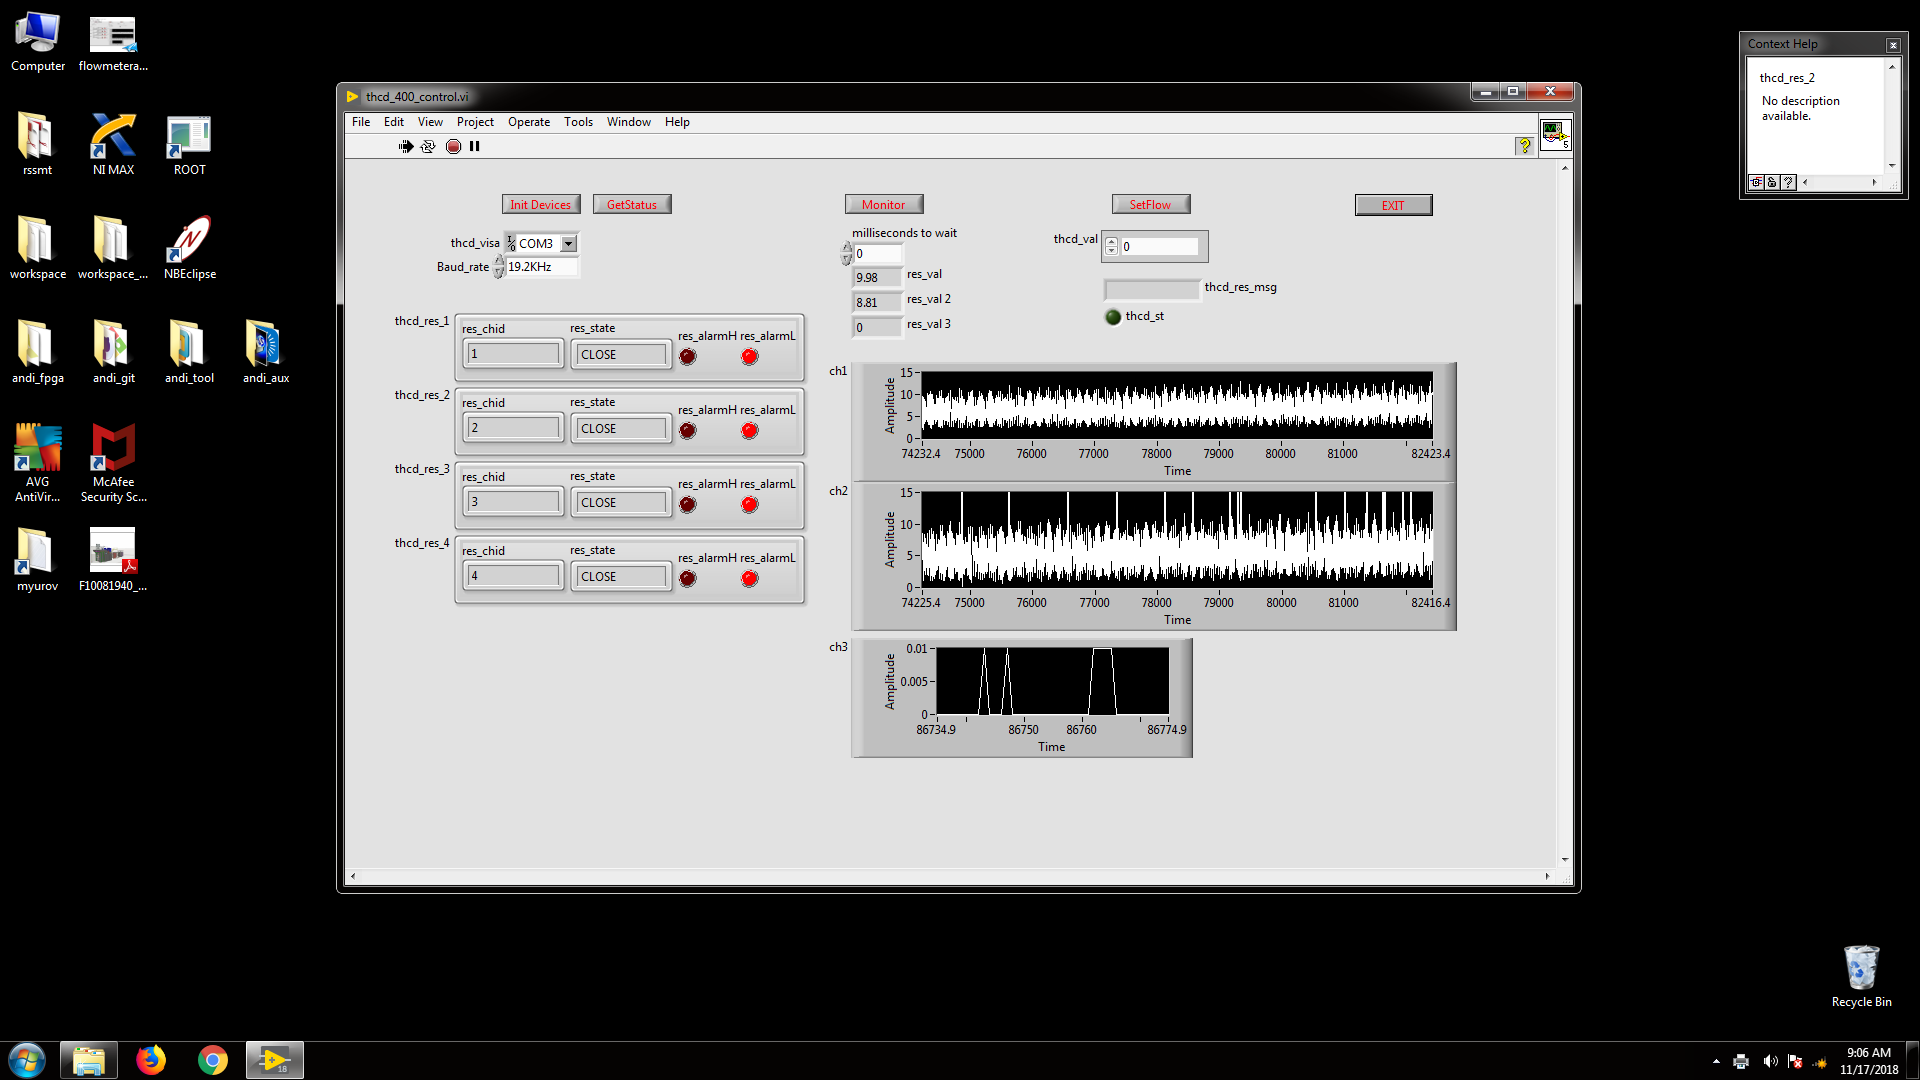 Computer
flowmetera...
rssmt
NI MAX
ROOT
workspace
workspace_...
NBEclipse
andi_fpga
andi_git
andi_tool
andi_aux
AVG
AntiVir...
McAfee
Security Sc...
myurov
F10081940_...
thcd_400_control.vi
File Edit View Project Operate Tools Window Help
5
Init Devices
GetStatus
Monitor
SetFlow
EXIT
thcd_visa
COM3
Baud_rate
19.2KHz
milliseconds to wait
0
9.98
res_val
8.81
res_val 2
0
res_val 3
thcd_val
0
thcd_res_msg
thcd_st
thcd_res_1
res_chid
res_state
res_alarmH
res_alarmL
1
CLOSE
thcd_res_2
res_chid
res_state
res_alarmH
res_alarmL
2
CLOSE
thcd_res_3
res_chid
res_state
res_alarmH
res_alarmL
3
CLOSE
thcd_res_4
res_chid
res_state
res_alarmH
res_alarmL
4
CLOSE
ch1
Amplitude
15
10
5
0
74232.4 75000 76000 77000 78000 79000 80000 81000 82423.4
Time
ch2
Amplitude
15
10
5
0
74225.4 75000 76000 77000 78000 79000 80000 81000 82416.4
Time
ch3
Amplitude
0.01
0.005
0
86734.9 86750 86760 86774.9
Time
Context Help
thcd_res_2
No description
available.
Recycle Bin
18
9:06 AM
11/17/2018